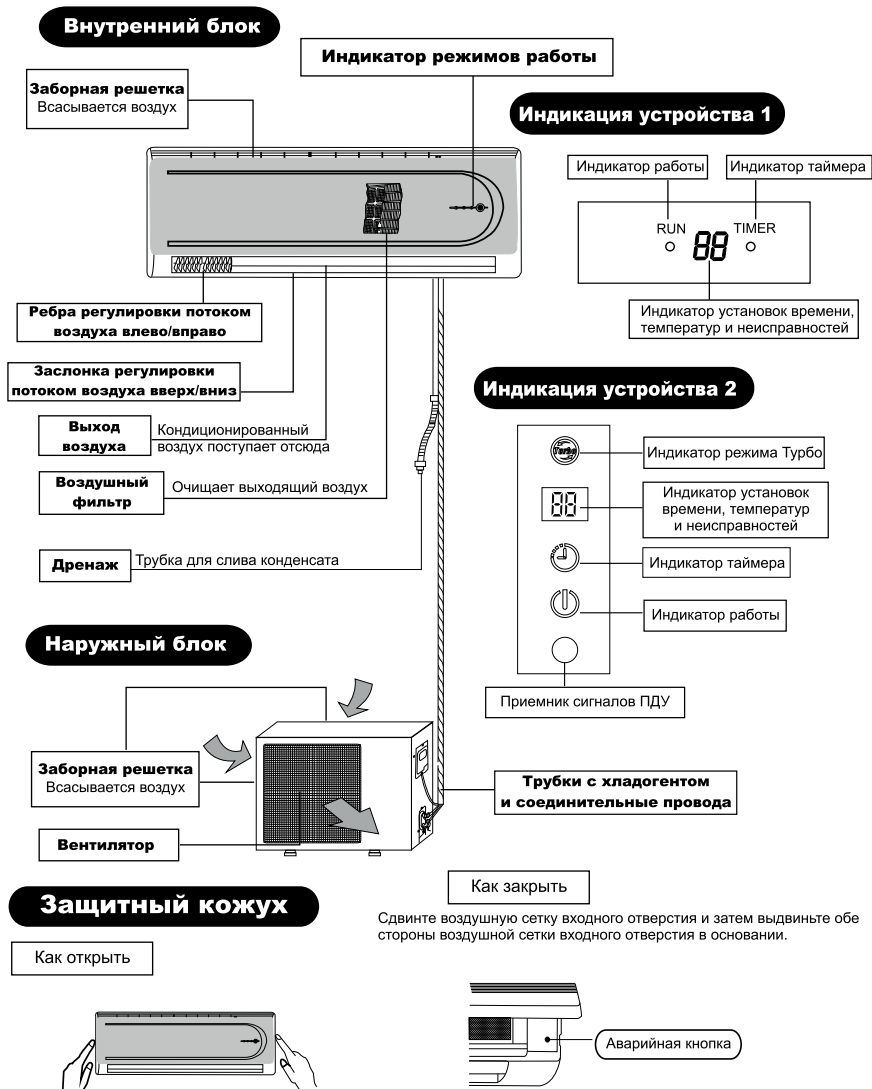 Внутренний блок
Индикатор режимов работы
Заборная решетка
Всасывается воздух
Индикация устройства 1
Индикатор работы
Индикатор таймера
RUN
88
TIMER
Индикатор установок времени,
температур и неисправностей
Ребра регулировки потоком
воздуха влево/вправо
Заслонка регулировки
потоком воздуха вверх/вниз
Выход
воздуха
Кондиционированный
воздух поступает отсюда
Воздушный
фильтр
Очищает выходящий воздух
Дренаж
Трубка для слива конденсата
Индикация устройства 2
Turbo
Индикатор режима Турбо
88
Индикатор установок
времени, температур
и неисправностей
Индикатор таймера
Индикатор работы
Приемник сигналов ПДУ
Наружный блок
Заборная решетка
Всасывается воздух
Вентилятор
Трубки с хладогентом
и соединительные провода
Защитный кожух
Как открыть
Как закрыть
Сдвинте воздушную сетку входного отверстия и затем выдвиньте обе
стороны воздушной сетки входного отверстия в основании.
Аварийная кнопка